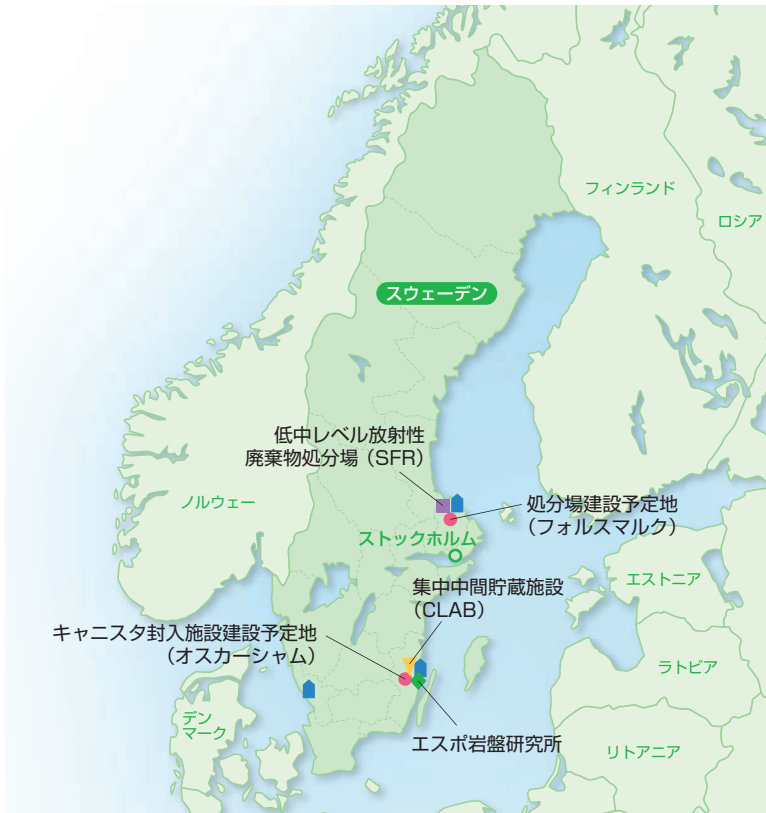 フィンランド
ロシア
スウェーデン
低中レベル放射性
廃棄物処分場（SFR）
ノルウェー
処分場建設予定地
（フォルスマルク）
ストックホルム
エストニア
集中中間貯蔵施設
（CLAB）
キャニスタ封入施設建設予定地
（オスカーシャム）
ラトビア
デン
マーク
エスポ岩盤研究所
リトアニア